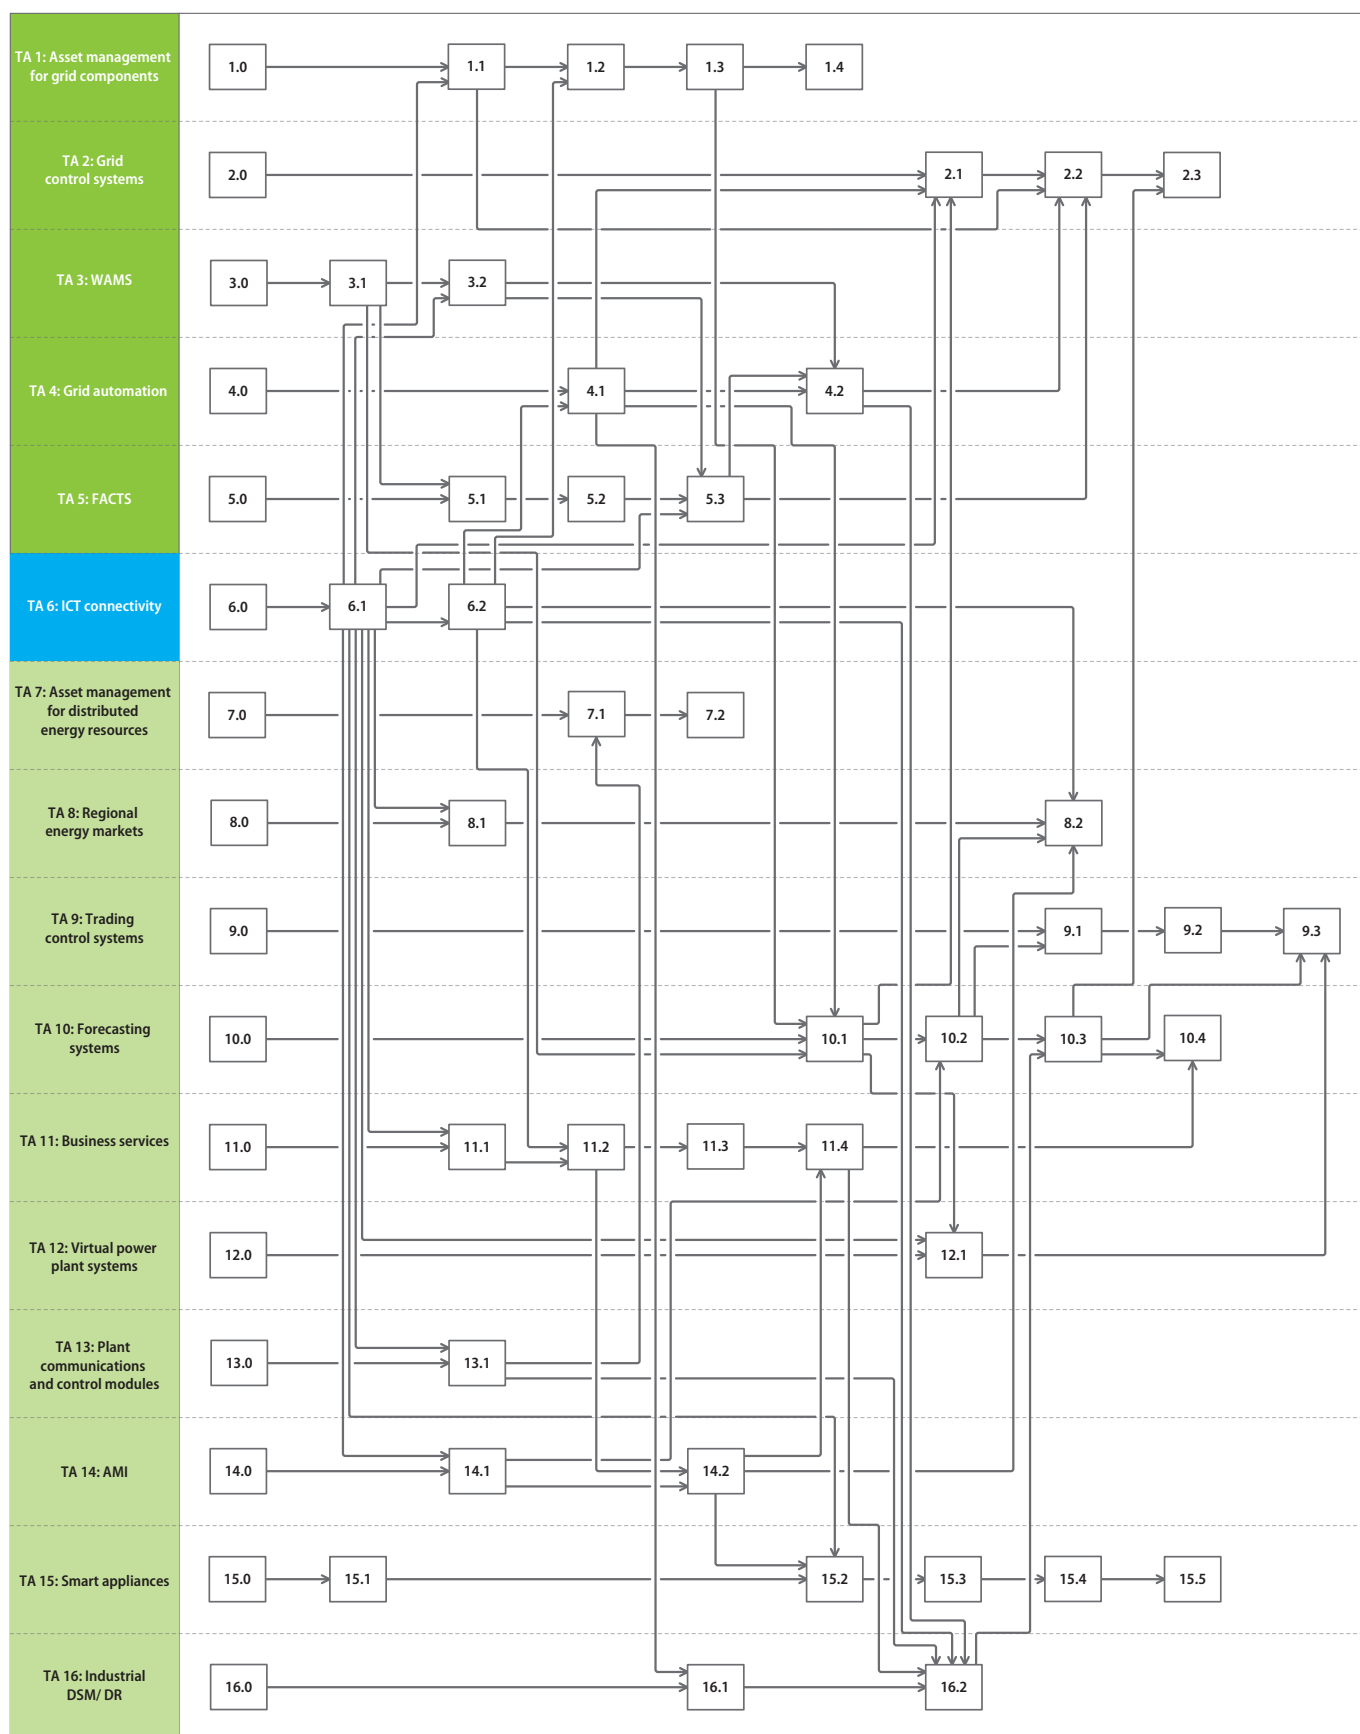 TA 1: Asset management
for grid components
1.0
1.1
1.2
1.3
1.4
TA 2: Grid
control systems
2.0
2.1
2.2
2.3
TA 3: WAMS
3.0
3.1
3.2
TA 4: Grid automation
4.0
4.1
4.2
TA 5: FACTS
5.0
5.1
5.2
5.3
TA 6: ICT connectivity
6.0
6.1
6.2
TA 7: Asset management
for distributed
energy resources
7.0
7.1
7.2
TA 8: Regional
energy markets
8.0
8.1
8.2
TA 9: Trading
control systems
9.0
9.1
9.2
9.3
TA 10: Forecasting
systems
10.0
10.1
10.2
10.3
10.4
TA 11: Business services
11.0
11.1
11.2
11.3
11.4
TA 12: Virtual power
plant systems
12.0
12.1
TA 13: Plant
communications
and control modules
13.0
13.1
TA 14: AMI
14.0
14.1
14.2
TA 15: Smart appliances
15.0
15.1
15.2
15.3
15.4
15.5
TA 16: Industrial
DSM/ DR
16.0
16.1
16.2